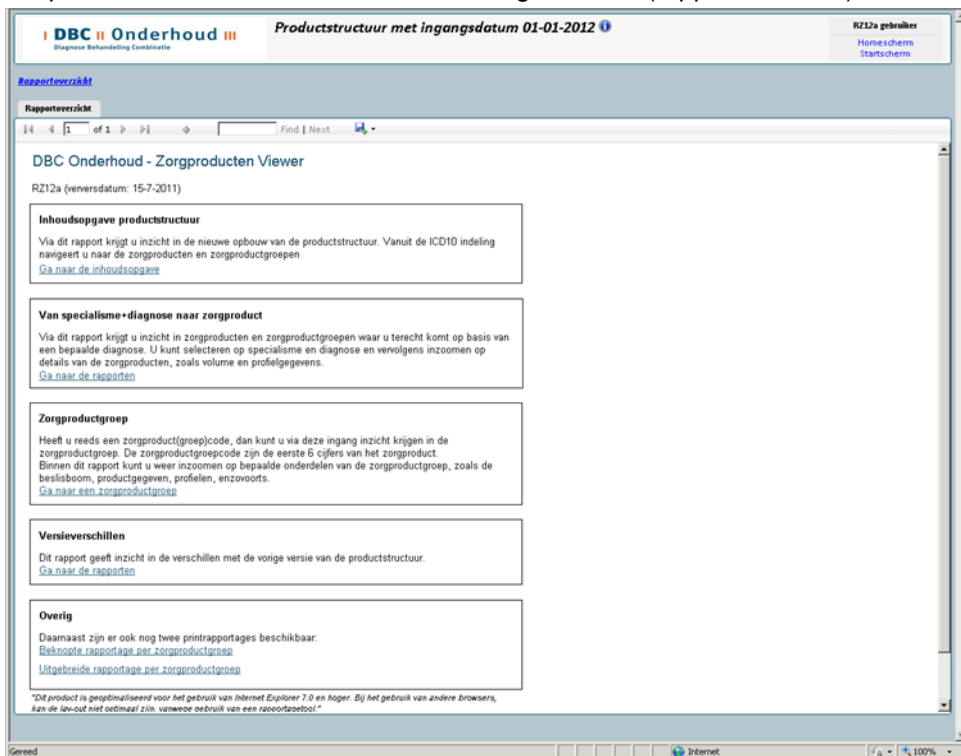 Productstructuur met ingangsdatum 01-01-2012
RZ12a gebruiker
I DBC II Onderhoud III
Diagnose Behandeling Combinatie
Homescherm
Startscherm
Rapportoverzicht
Rapportoverzicht
1 of 1 Find | Next
DBC Onderhoud - Zorgproducten Viewer
RZ12a (verversdatum: 15-7-2011)
Inhoudsopgave productstructuur
Via dit rapport krijgt u inzicht in de nieuwe opbouw van de productstructuur. Vanuit de ICD10 indeling
navigeert u naar de zorgproducten en zorgproductgroepen
Ga naar de inhoudsopgave
Van specialisme+diagnose naar zorgproduct
Via dit rapport krijgt u inzicht in zorgproducten en zorgproductgroepen waar u terecht komt op basis van
een bepaalde diagnose. U kunt selecteren op specialisme en diagnose en vervolgens inzoomen op
details van de zorgproducten, zoals volume en profielgegevens.
Ga naar de rapporten
Zorgproductgroep
Heeft u reeds een zorgproduct(groep)code, dan kunt u via deze ingang inzicht krijgen in de
zorgproductgroep. De zorgproductgroepcode zijn de eerste 6 cijfers van het zorgproduct.
Binnen dit rapport kunt u weer inzoomen op bepaalde onderdelen van de zorgproductgroep, zoals de
beslisboom, productgegeven, profielen, enzovoorts.
Ga naar een zorgproductgroep
Versieverschillen
Dit rapport geeft inzicht in de verschillen met de vorige versie van de productstructuur.
Ga naar de rapporten
Overig
Daarnaast zijn er ook nog twee printrapportages beschikbaar:
Beknopte rapportage per zorgproductgroep
Uitgebreide rapportage per zorgproductgroep
"Dit product is geoptimaliseerd voor het gebruik van Internet Explorer 7.0 en hoger. Bij het gebruik van andere browsers,
kan de lay-out niet optimaal zijn, vanwege gebruik van een rapportagetool."
Gereed
Internet
100%